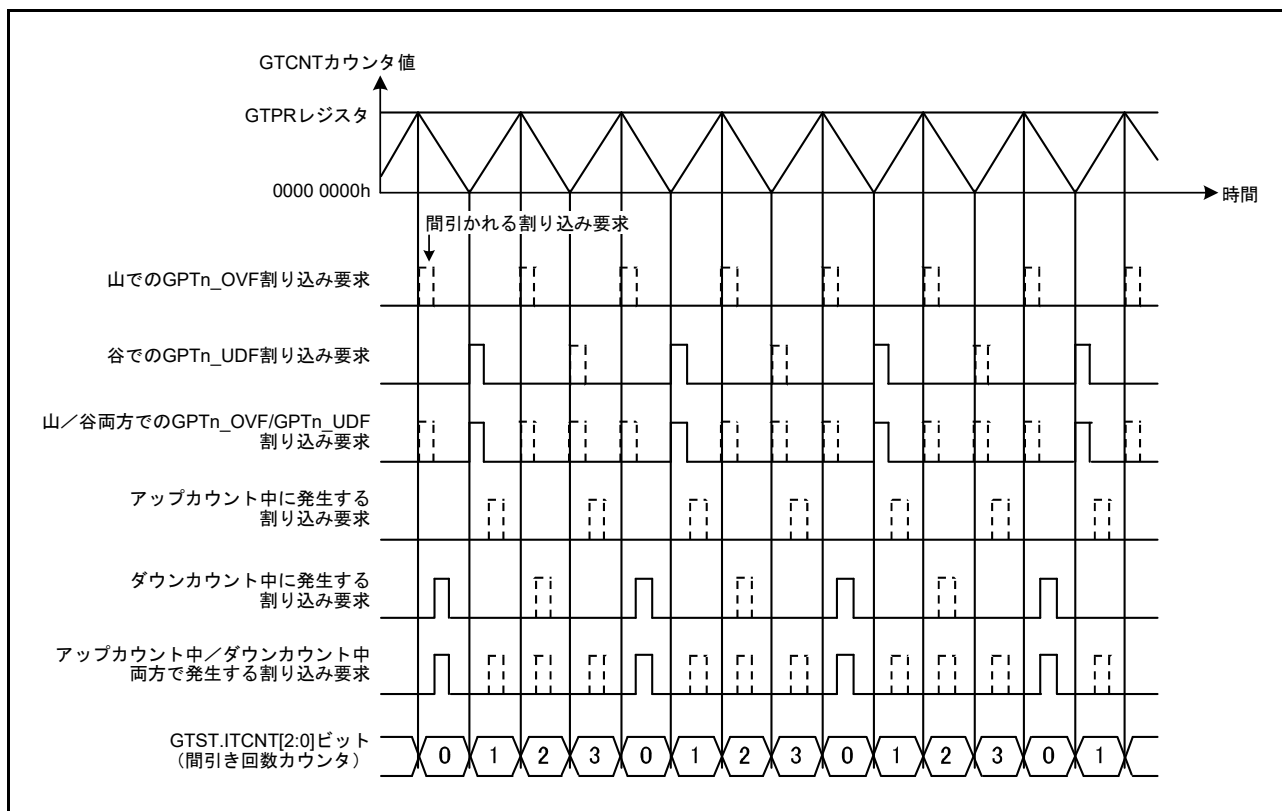 GTCNTカウンタ値
GTPRレジスタ
0000 0000h
時間
間引かれる割り込み要求
山でのGPTn_OVF割り込み要求
谷でのGPTn_UDF割り込み要求
山／谷両方でのGPTn_OVF/GPTn_UDF
割り込み要求
アップカウント中に発生する
割り込み要求
ダウンカウント中に発生する
割り込み要求
アップカウント中／ダウンカウント中
両方で発生する割り込み要求
GTST.ITCNT[2:0]ビット
（間引き回数カウンタ）
0 1 2 3 0 1 2 3 0 1 2 3 0 1